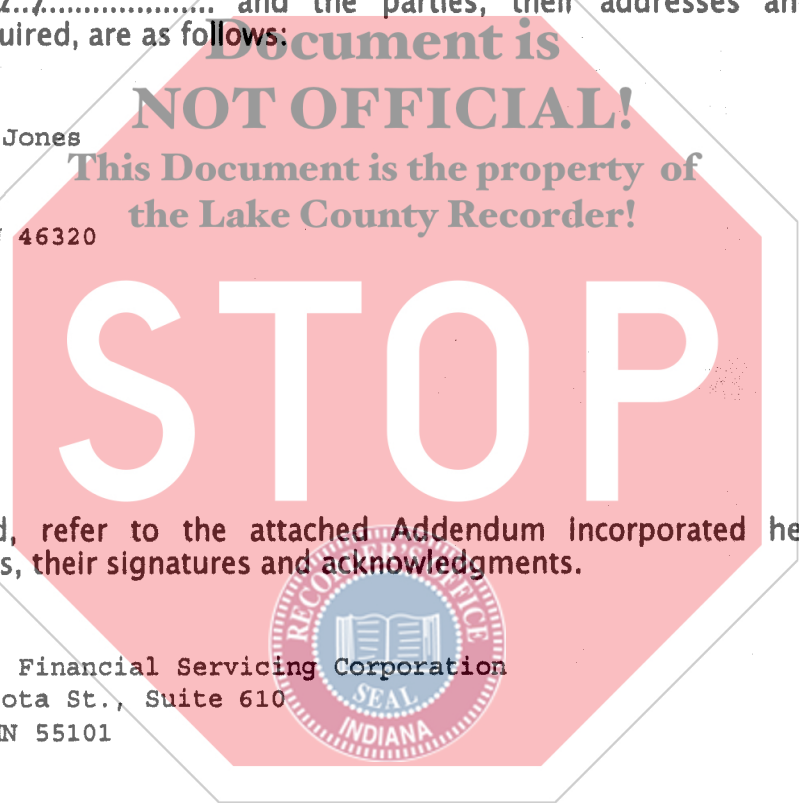 and the parties, their addresses an
uired, are as follows:
Document is
NOT OFFICIAL!
Jones
This Document is the property of
the Lake County Recorder!
46320
STOP
d, refer to the attached Addendum incorporated he
s, their signatures and acknowledgments.
RECORDER'S OFFICE
Financial Servicing Corporation
SEAL
ota St., Suite 610
INDIANA
N 55101